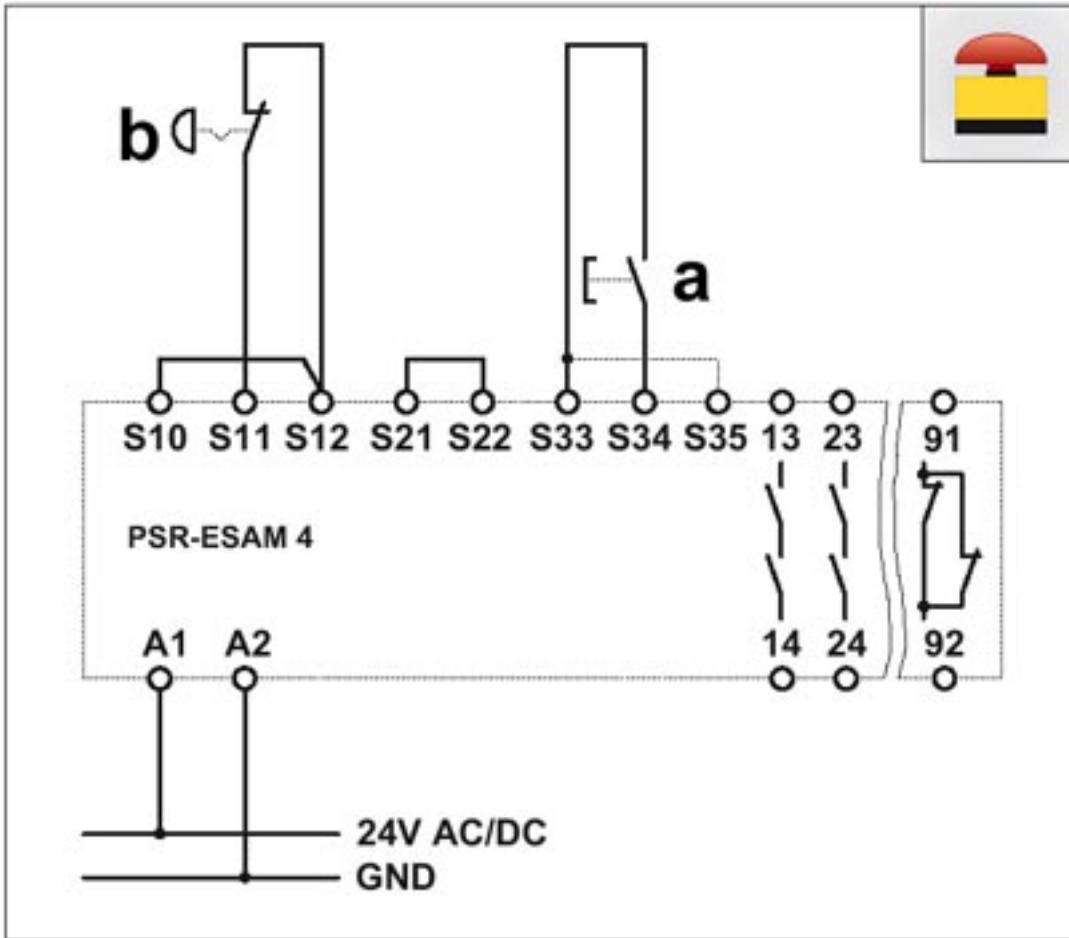 b
a
S10 S11 S12 S21 S22 S33 S34 S35 13 23 91
PSR-ESAM 4
A1 A2 14 24 92
24V AC/DC
GND